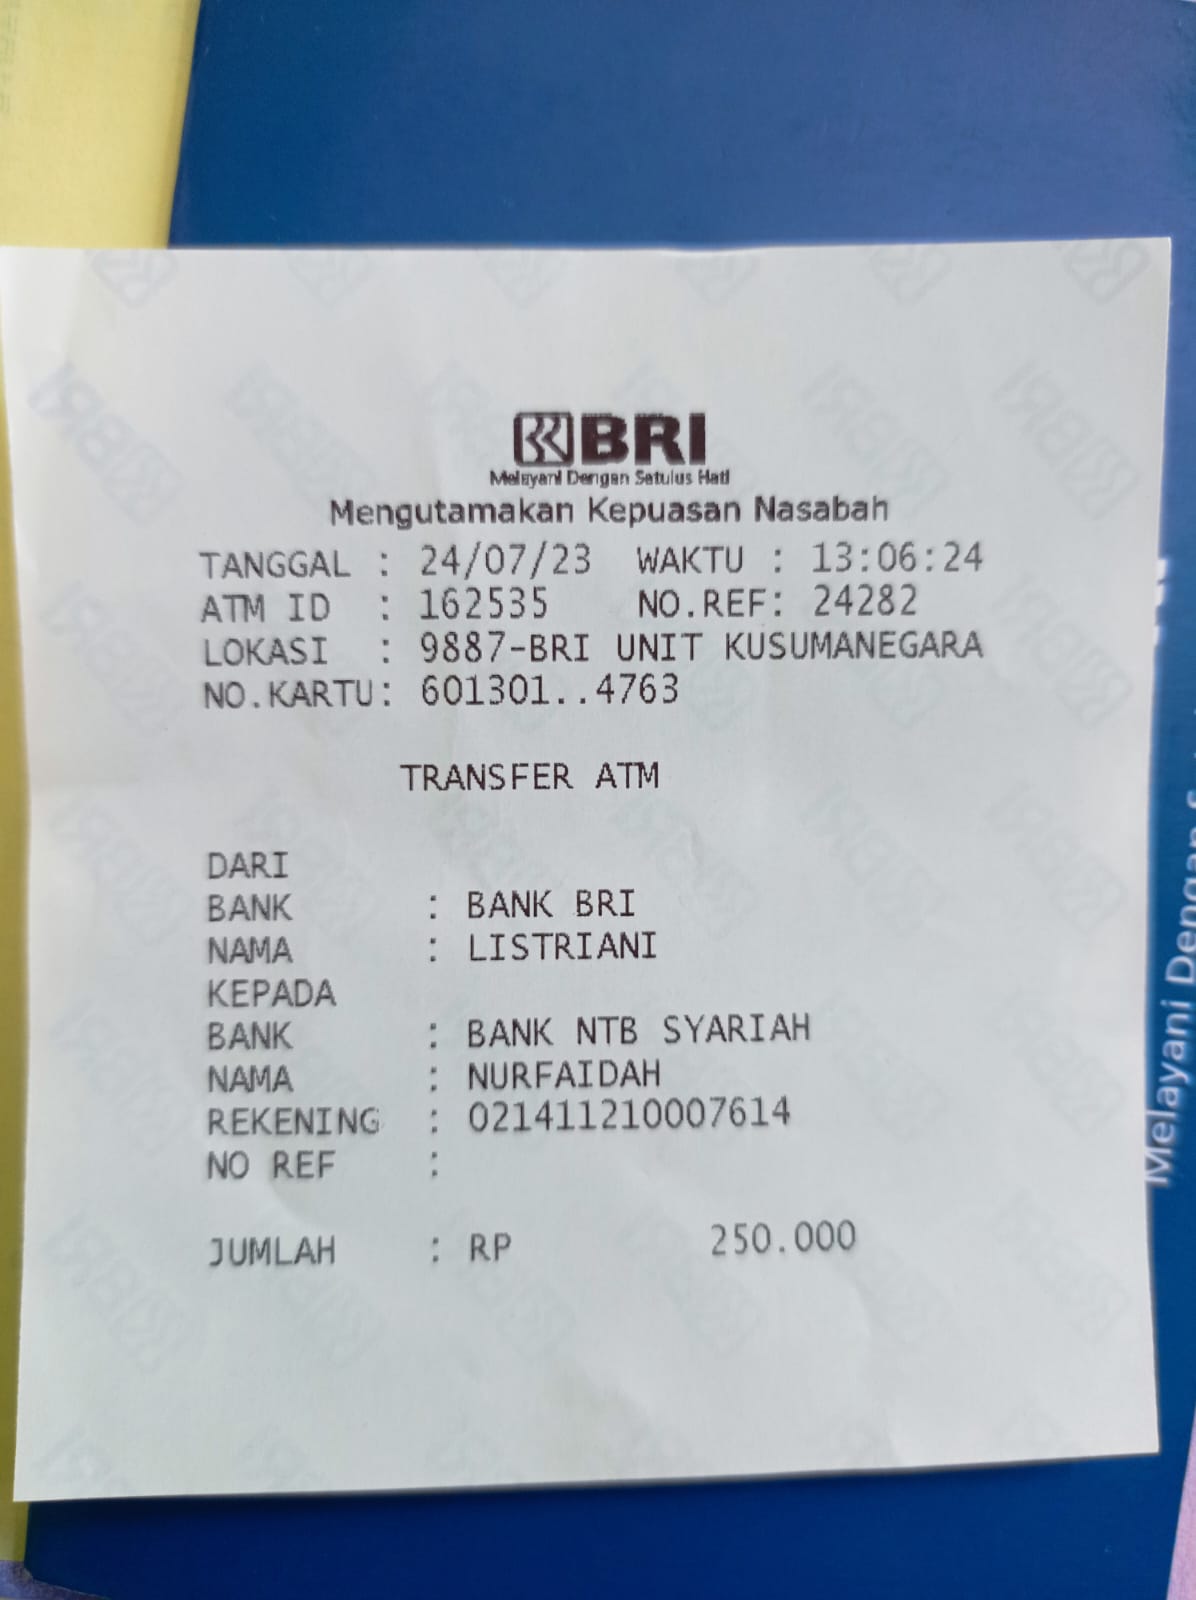 BRI
Melayani Dengan Setulus Hati
Mengutamakan Kepuasan Nasabah
TANGGAL : 24/07/23 WAKTU : 13:06:24
ATM ID : 162535 NO.REF: 24282
LOKASI : 9887-BRI UNIT KUSUMANEGARA
NO.KARTU: 601301..4763
TRANSFER ATM
DARI
BANK : BANK BRI
NAMA : LISTRIANI
KEPADA
BANK : BANK NTB SYARIAH
NAMA : NURFAIDAH
REKENING : 021411210007614
NO REF :
JUMLAH : RP 250.000
Melayani Dengan